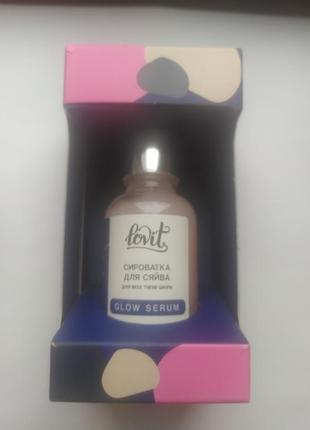 lovit
СИРОВАТКА
ДЛЯ СЯЙВА
ДЛЯ ВСІХ ТИПІВ ШКІРИ
GLOW SERUM